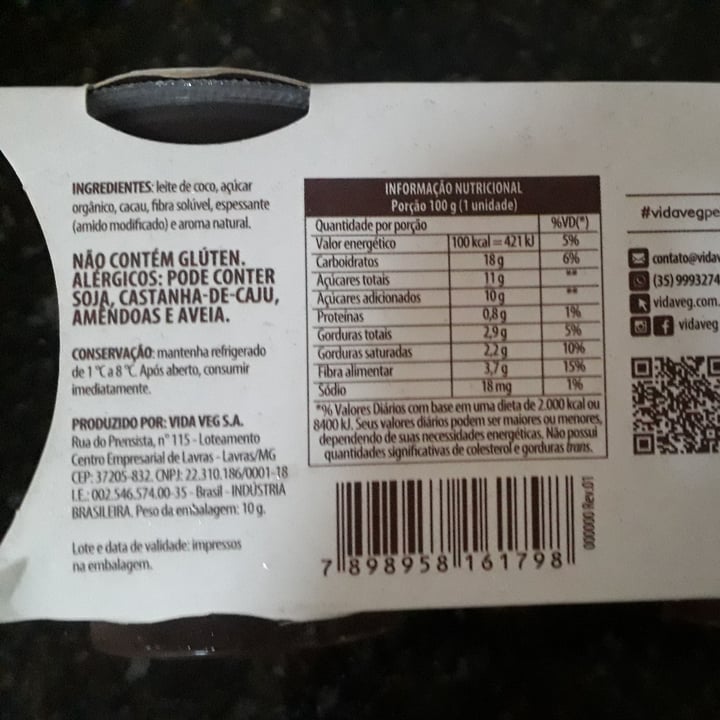 INGREDIENTES: leite de coco, açúcar
orgânico, cacau, fibra solúvel, espessante
(amido modificado) e aroma natural.
NÃO CONTÉM GLÚTEN.
ALÉRGICOS: PODE CONTER
SOJA, CASTANHA-DE-CAJU,
AMÊNDOAS E AVEIA.
CONSERVAÇÃO: mantenha refrigerado
de 1 °C a 8 °C. Após aberto, consumir
imediatamente.
PRODUZIDO POR: VIDA VEG S.A.
Rua do Prensista, n° 115 - Loteamento
Centro Empresarial de Lavras - Lavras/MG
CEP: 37205-832. CNPJ: 22.310.186/0001-18
I.E.: 002.546.574.00-35 - Brasil - INDÚSTRIA
BRASILEIRA. Peso da embalagem: 10 g.
Lote e data de validade: impressos
na embalagem.
INFORMAÇÃO NUTRICIONAL
Porção 100 g (1 unidade)
Quantidade por porção %VD(*)
Valor energético 100 kcal = 421 kJ 5%
Carboidratos 18 g 6%
Açúcares totais 11 g **
Açúcares adicionados 10 g **
Proteínas 0,8 g 1%
Gorduras totais 2,9 g 5%
Gorduras saturadas 2,2 g 10%
Fibra alimentar 3,7 g 15%
Sódio 18 mg 1%
*% Valores Diários com base em uma dieta de 2.000 kcal ou
8400 kJ. Seus valores diários podem ser maiores ou menores,
dependendo de suas necessidades energéticas. Não possui
quantidades significativas de colesterol e gorduras trans.
7 898958 161798
000000 Rev.01
#vidavegpe
contato@vidav
(35) 9993274
vidaveg.com.
vidaveg